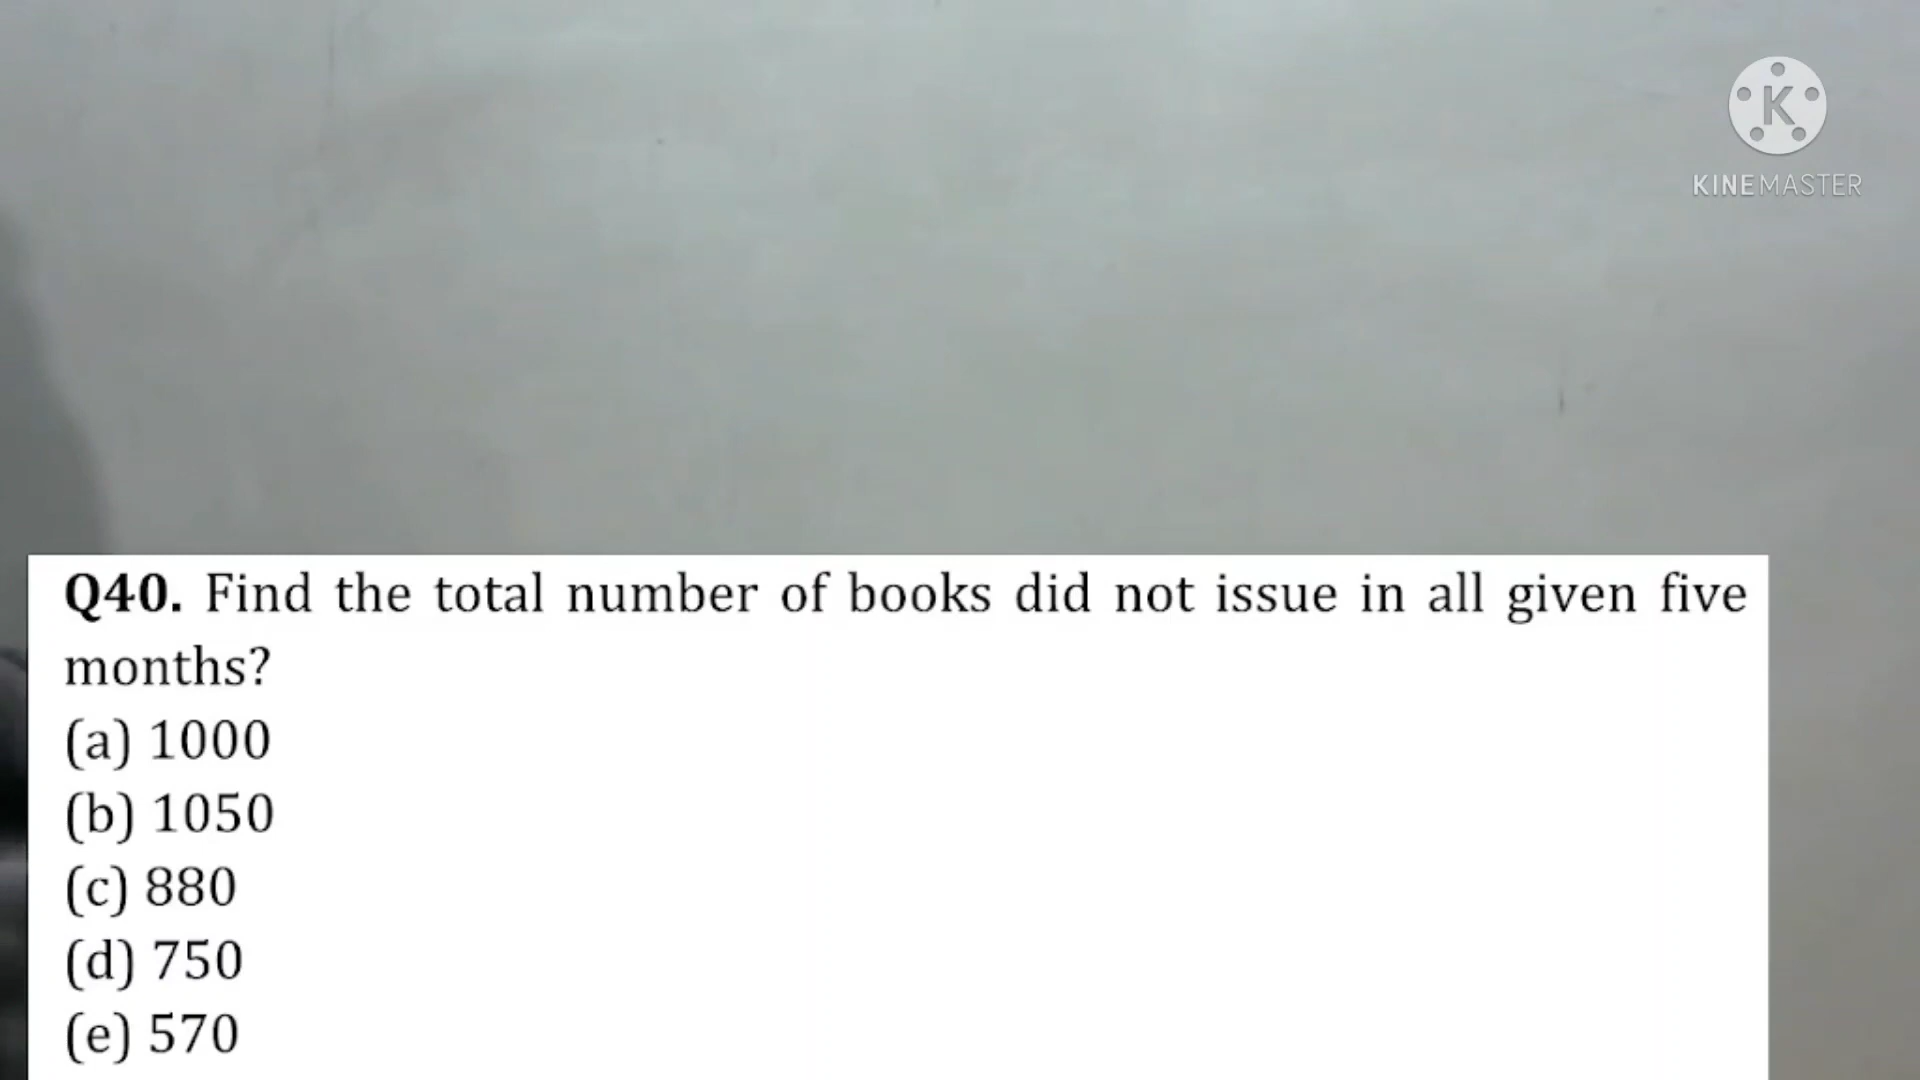 K
KINEMASTER
Q40. Find the total number of books did not issue in all given five
months?
(a) 1000
(b) 1050
(c) 880
(d) 750
(e) 570